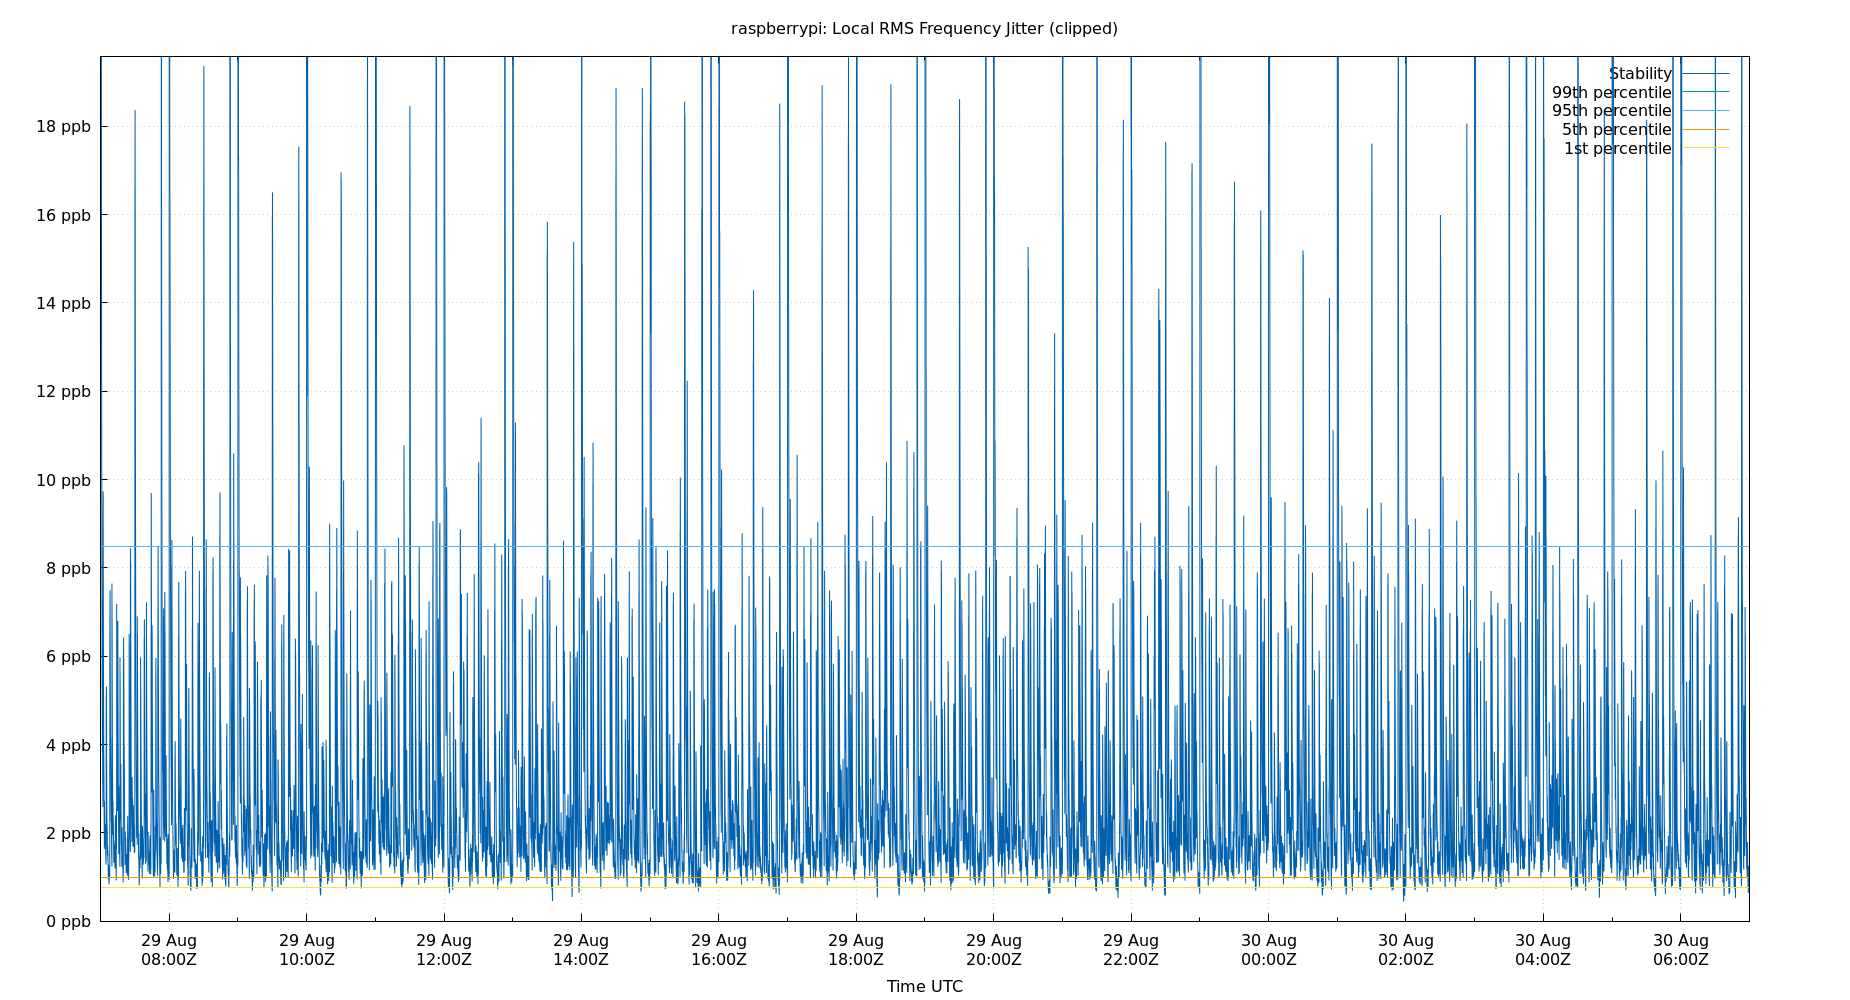 raspberrypi: Local RMS Frequency Jitter (clipped)
Stability
99th percentile
95th percentile
5th percentile
1st percentile
18 ppb
16 ppb
14 ppb
12 ppb
10 ppb
8 ppb
6 ppb
4 ppb
2 ppb
0 ppb
29 Aug 29 Aug 29 Aug 29 Aug 29 Aug 29 Aug 29 Aug 29 Aug 30 Aug 30 Aug 30 Aug 30 Aug
08:00Z 10:00Z 12:00Z 14:00Z 16:00Z 18:00Z 20:00Z 22:00Z 00:00Z 02:00Z 04:00Z 06:00Z
Time UTC